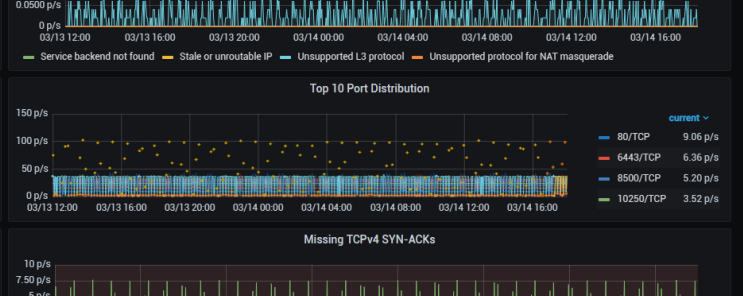 0.0500 p/s
0 p/s
03/13 12:00 03/13 16:00 03/13 20:00 03/14 00:00 03/14 04:00 03/14 08:00 03/14 12:00 03/14 16:00
Service backend not found Stale or unroutable IP Unsupported L3 protocol Unsupported protocol for NAT masquerade
Top 10 Port Distribution
150 p/s
100 p/s
50 p/s
0 p/s
03/13 12:00 03/13 16:00 03/13 20:00 03/14 00:00 03/14 04:00 03/14 08:00 03/14 12:00 03/14 16:00
current
80/TCP 9.06 p/s
6443/TCP 6.36 p/s
8500/TCP 5.20 p/s
10250/TCP 3.52 p/s
Missing TCPv4 SYN-ACKs
10 p/s
7.50 p/s
5 p/s